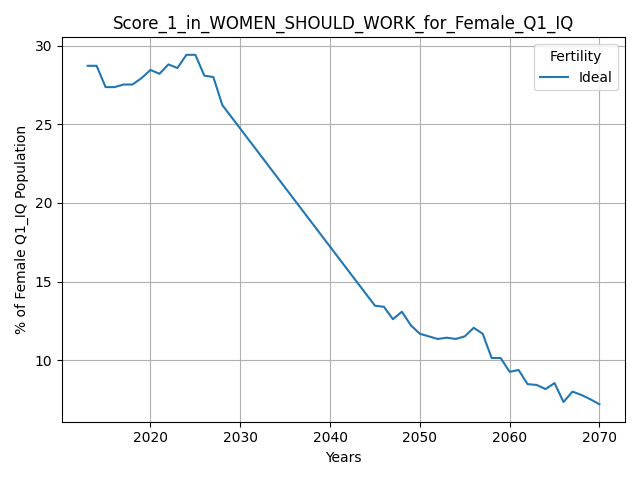 Score_1_in_WOMEN_SHOULD_WORK_for_Female_Q1_IQ
Fertility
Ideal
% of Female Q1_IQ Population
30
25
20
15
10
2020 2030 2040 2050 2060 2070
Years